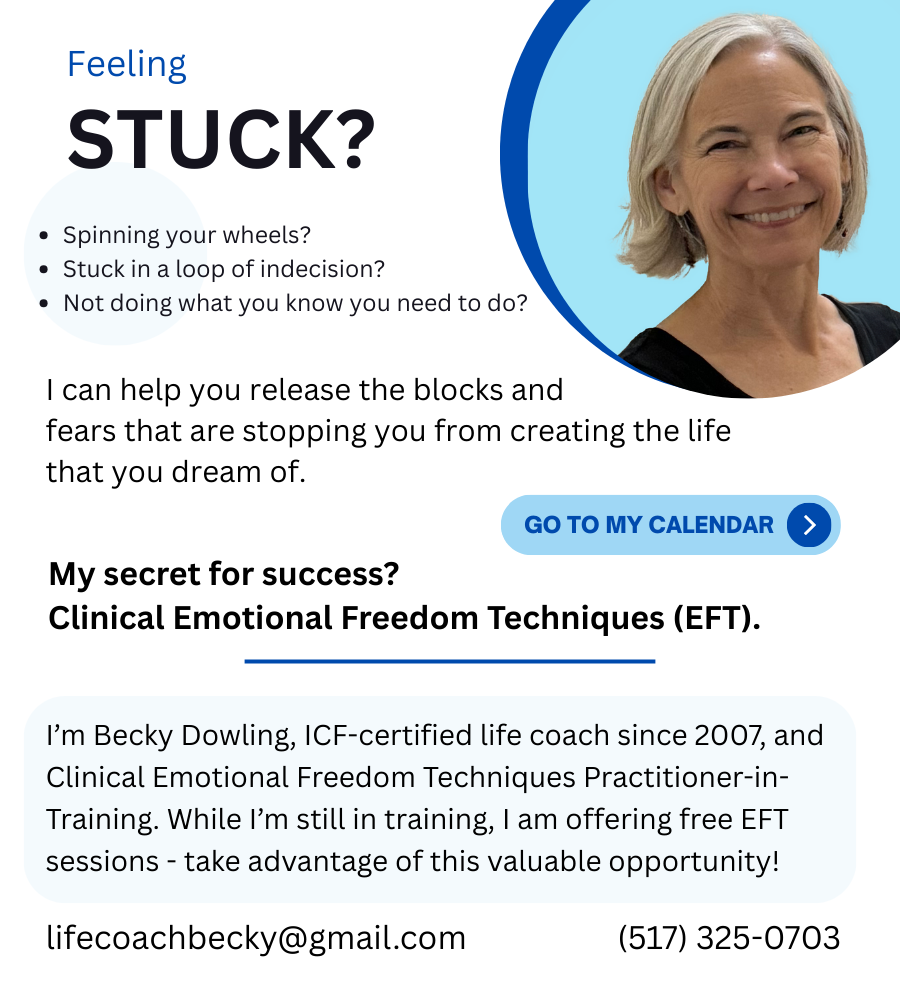 Feeling
STUCK?
• Spinning your wheels?
• Stuck in a loop of indecision?
• Not doing what you know you need to do?
I can help you release the blocks and
fears that are stopping you from creating the life
that you dream of.
GO TO MY CALENDAR
My secret for success?
Clinical Emotional Freedom Techniques (EFT).
I’m Becky Dowling, ICF-certified life coach since 2007, and
Clinical Emotional Freedom Techniques Practitioner-in-
Training. While I’m still in training, I am offering free EFT
sessions - take advantage of this valuable opportunity!
lifecoachbecky@gmail.com (517) 325-0703